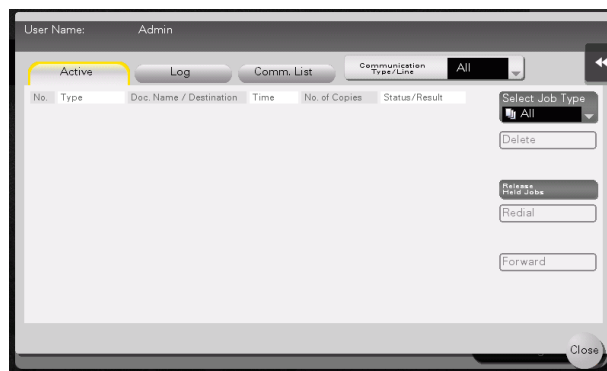 User Name: Admin
Active Log Comm. List Communication Type/Line All
No. Type Doc. Name / Destination Time No. of Copies Status/Result
Select Job Type
All
Delete
Release
Held Jobs
Redial
Forward
Close